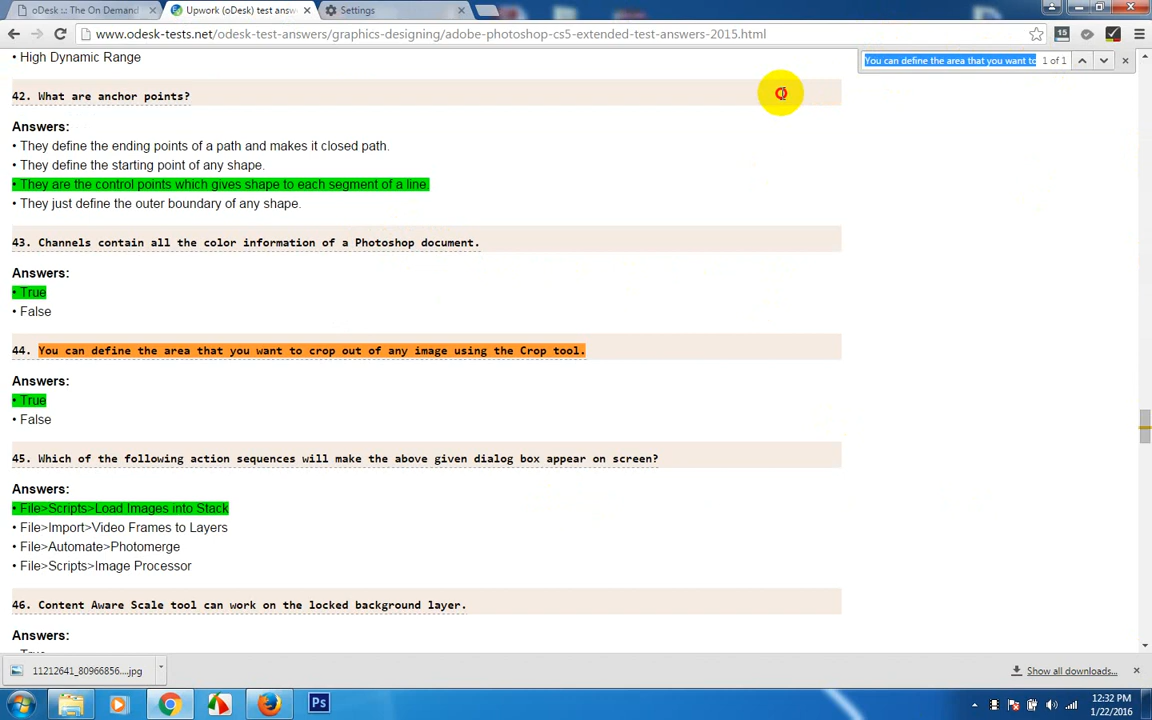 oDesk :: The On Demand
Upwork (oDesk) test answ
Settings
www.odesk-tests.net/odesk-test-answers/graphics-designing/adobe-photoshop-cs5-extended-test-answers-2015.html
15
You can define the area that you want to
1 of 1
• High Dynamic Range
42. What are anchor points?
Answers:
• They define the ending points of a path and makes it closed path.
• They define the starting point of any shape.
• They are the control points which gives shape to each segment of a line.
• They just define the outer boundary of any shape.
43. Channels contain all the color information of a Photoshop document.
Answers:
• True
• False
44. You can define the area that you want to crop out of any image using the Crop tool.
Answers:
• True
• False
45. Which of the following action sequences will make the above given dialog box appear on screen?
Answers:
• File>Scripts>Load Images into Stack
• File>Import>Video Frames to Layers
• File>Automate>Photomerge
• File>Scripts>Image Processor
46. Content Aware Scale tool can work on the locked background layer.
Answers:
11212641_80966856....jpg
Show all downloads...
Ps
12:32 PM
1/22/2016